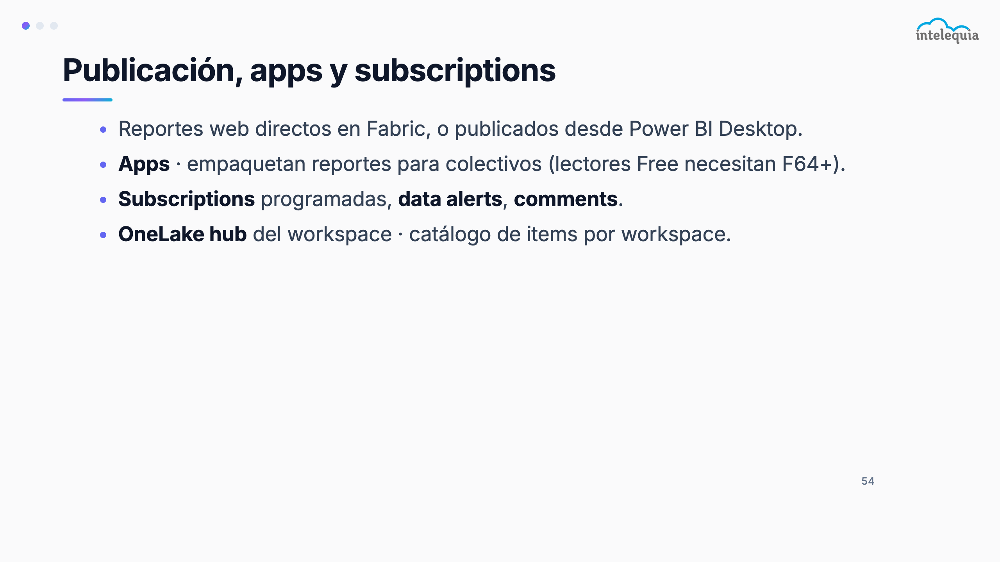 intelequia
Publicación, apps y subscriptions
• Reportes web directos en Fabric, o publicados desde Power BI Desktop.
• Apps · empaquetan reportes para colectivos (lectores Free necesitan F64+).
• Subscriptions programadas, data alerts, comments.
• OneLake hub del workspace · catálogo de items por workspace.
54